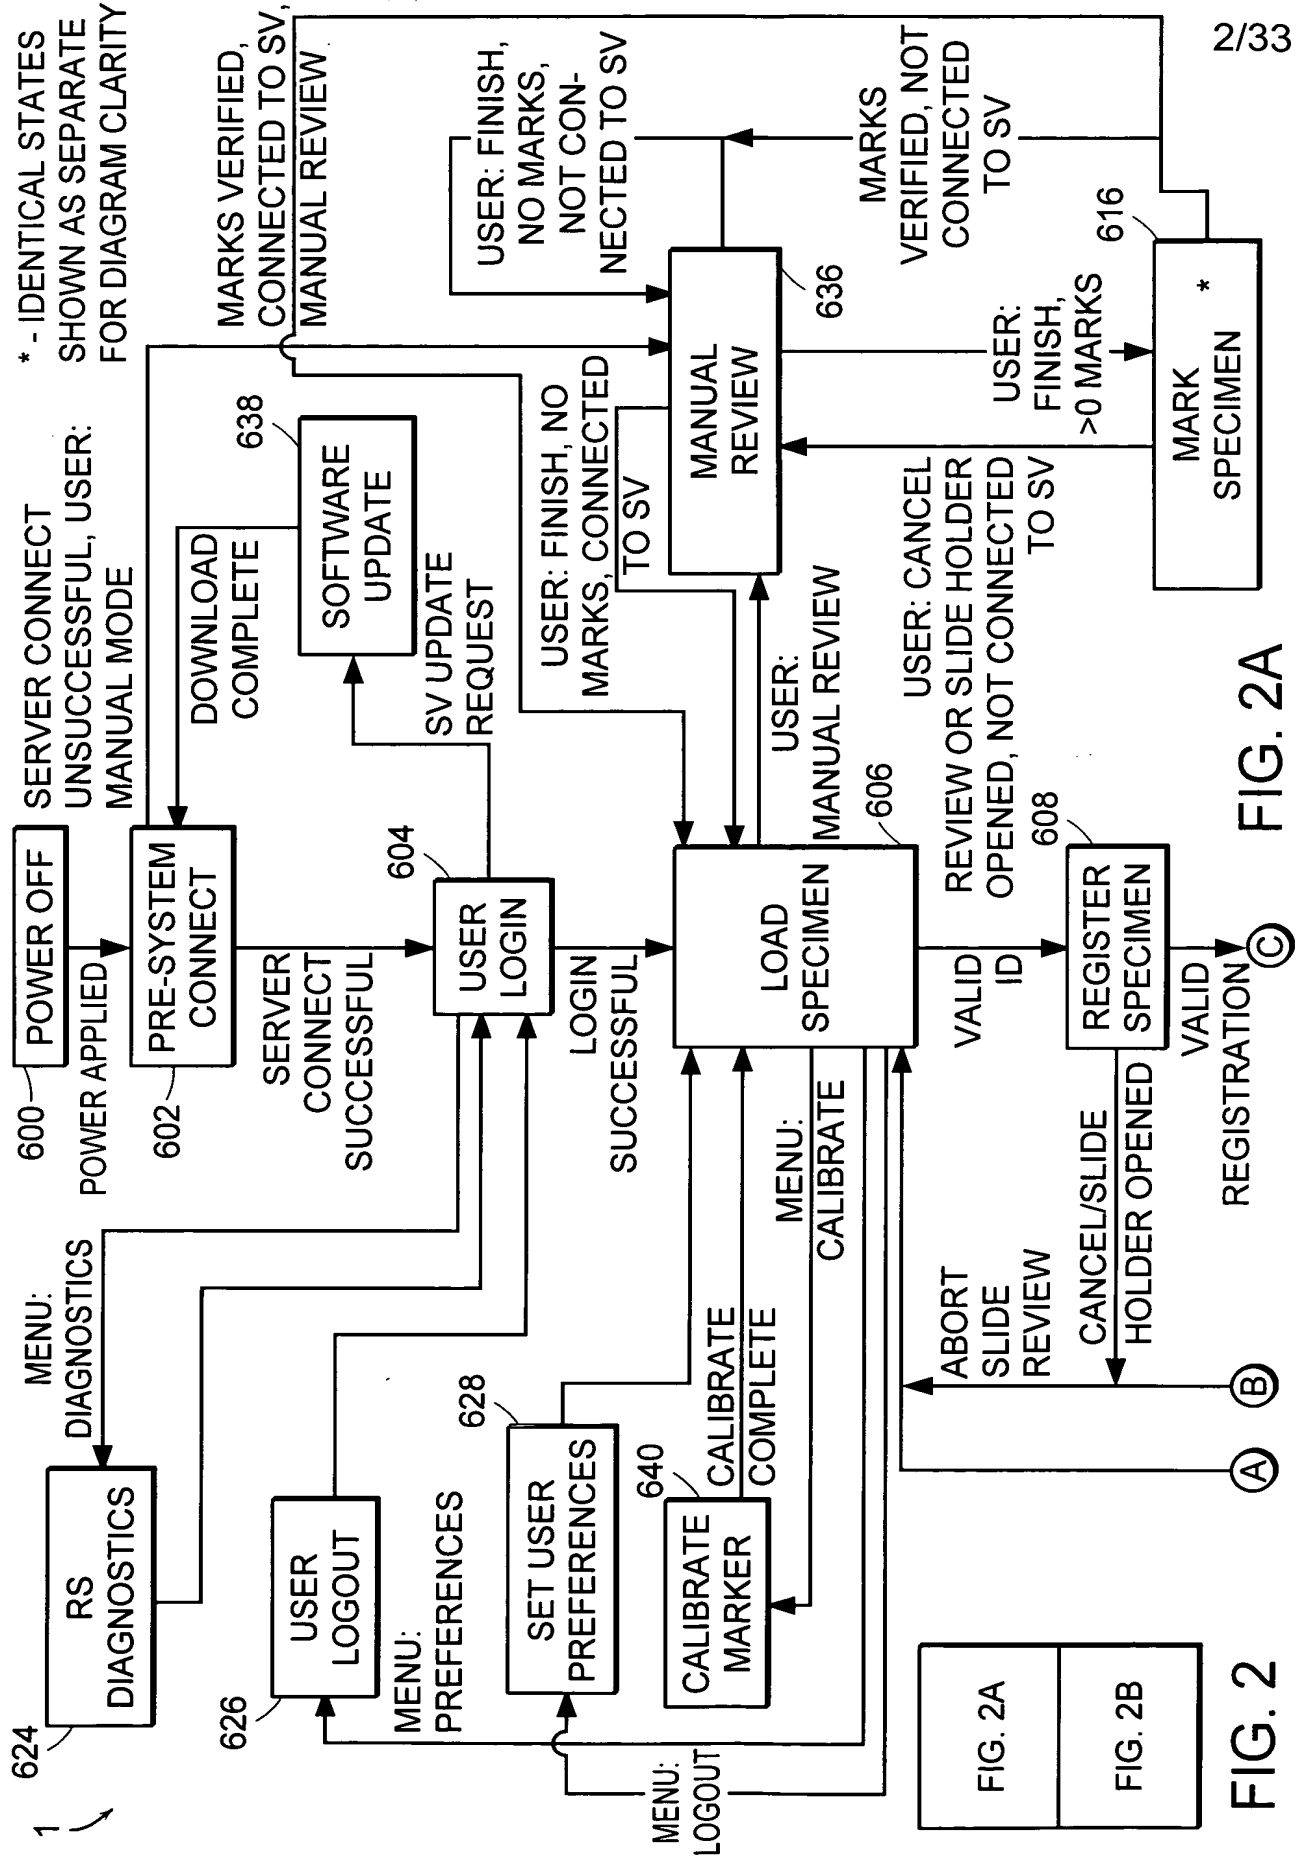 2/33
* - IDENTICAL STATES
SHOWN AS SEPARATE
FOR DIAGRAM CLARITY
1
600
POWER OFF
POWER APPLIED
SERVER CONNECT
UNSUCCESSFUL, USER:
MANUAL MODE
602
PRE-SYSTEM
CONNECT
DOWNLOAD
COMPLETE
638
SOFTWARE
UPDATE
SV UPDATE
REQUEST
MARKS VERIFIED,
CONNECTED TO SV,
MANUAL REVIEW
SERVER
CONNECT
SUCCESSFUL
604
USER
LOGIN
LOGIN
SUCCESSFUL
MENU:
DIAGNOSTICS
624
RS
DIAGNOSTICS
626
USER
LOGOUT
MENU:
PREFERENCES
628
SET USER
PREFERENCES
MENU:
LOGOUT
640
CALIBRATE
MARKER
CALIBRATE
COMPLETE
MENU:
CALIBRATE
606
LOAD
SPECIMEN
USER: FINISH, NO
MARKS, CONNECTED
TO SV
USER:
MANUAL REVIEW
636
MANUAL
REVIEW
USER: FINISH,
NO MARKS,
NOT CON-
NECTED TO SV
MARKS
VERIFIED, NOT
CONNECTED
TO SV
USER:
FINISH,
>0 MARKS
616
MARK *
SPECIMEN
USER: CANCEL
REVIEW OR SLIDE HOLDER
OPENED, NOT CONNECTED
TO SV
VALID
ID
608
REGISTER
SPECIMEN
VALID
REGISTRATION
C
CANCEL/SLIDE
HOLDER OPENED
ABORT
SLIDE
REVIEW
B
A
FIG. 2A
FIG. 2A
FIG. 2B
FIG. 2